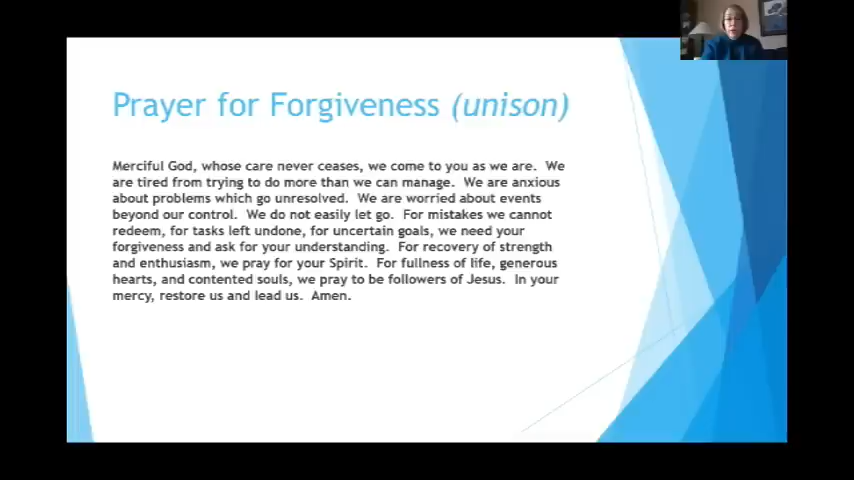 Prayer for Forgiveness (unison)
Merciful God, whose care never ceases, we come to you as we are.  We
are tired from trying to do more than we can manage.  We are anxious
about problems which go unresolved.  We are worried about events
beyond our control.  We do not easily let go.  For mistakes we cannot
redeem, for tasks left undone, for uncertain goals, we need your
forgiveness and ask for your understanding.  For recovery of strength
and enthusiasm, we pray for your Spirit.  For fullness of life, generous
hearts, and contented souls, we pray to be followers of Jesus.  In your
mercy, restore us and lead us.  Amen.